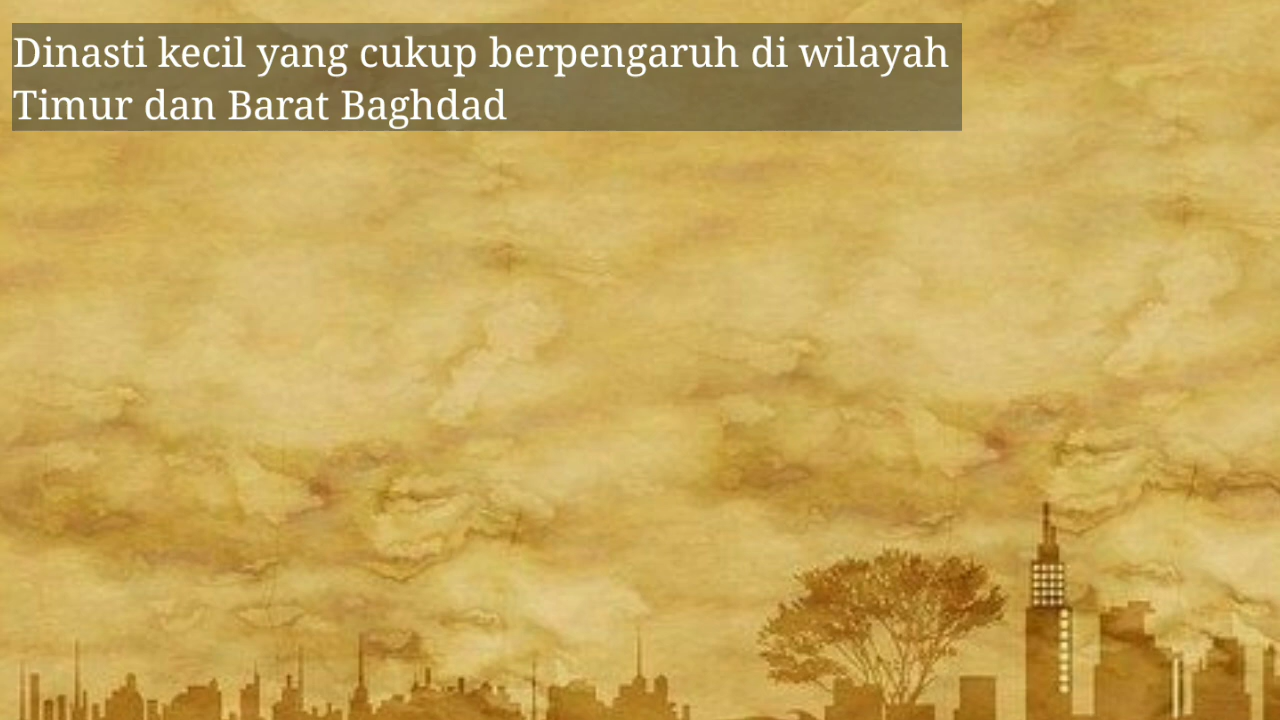 Dinasti kecil yang cukup berpengaruh di wilayah
Timur dan Barat Baghdad